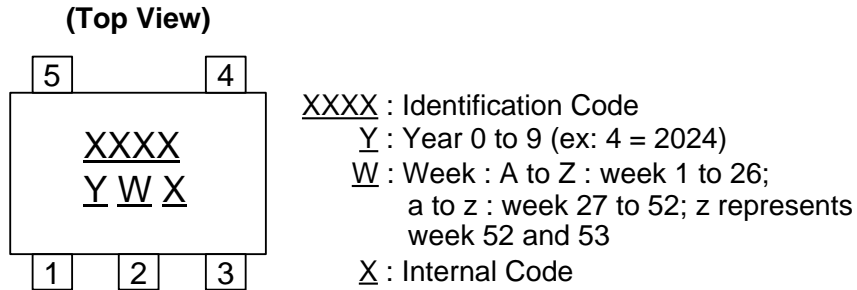 (Top View)
5 4
XXXX
Y W X
1 2 3
XXXX : Identification Code
Y : Year 0 to 9 (ex: 4 = 2024)
W : Week : A to Z : week 1 to 26;
a to z : week 27 to 52; z represents
week 52 and 53
X : Internal Code